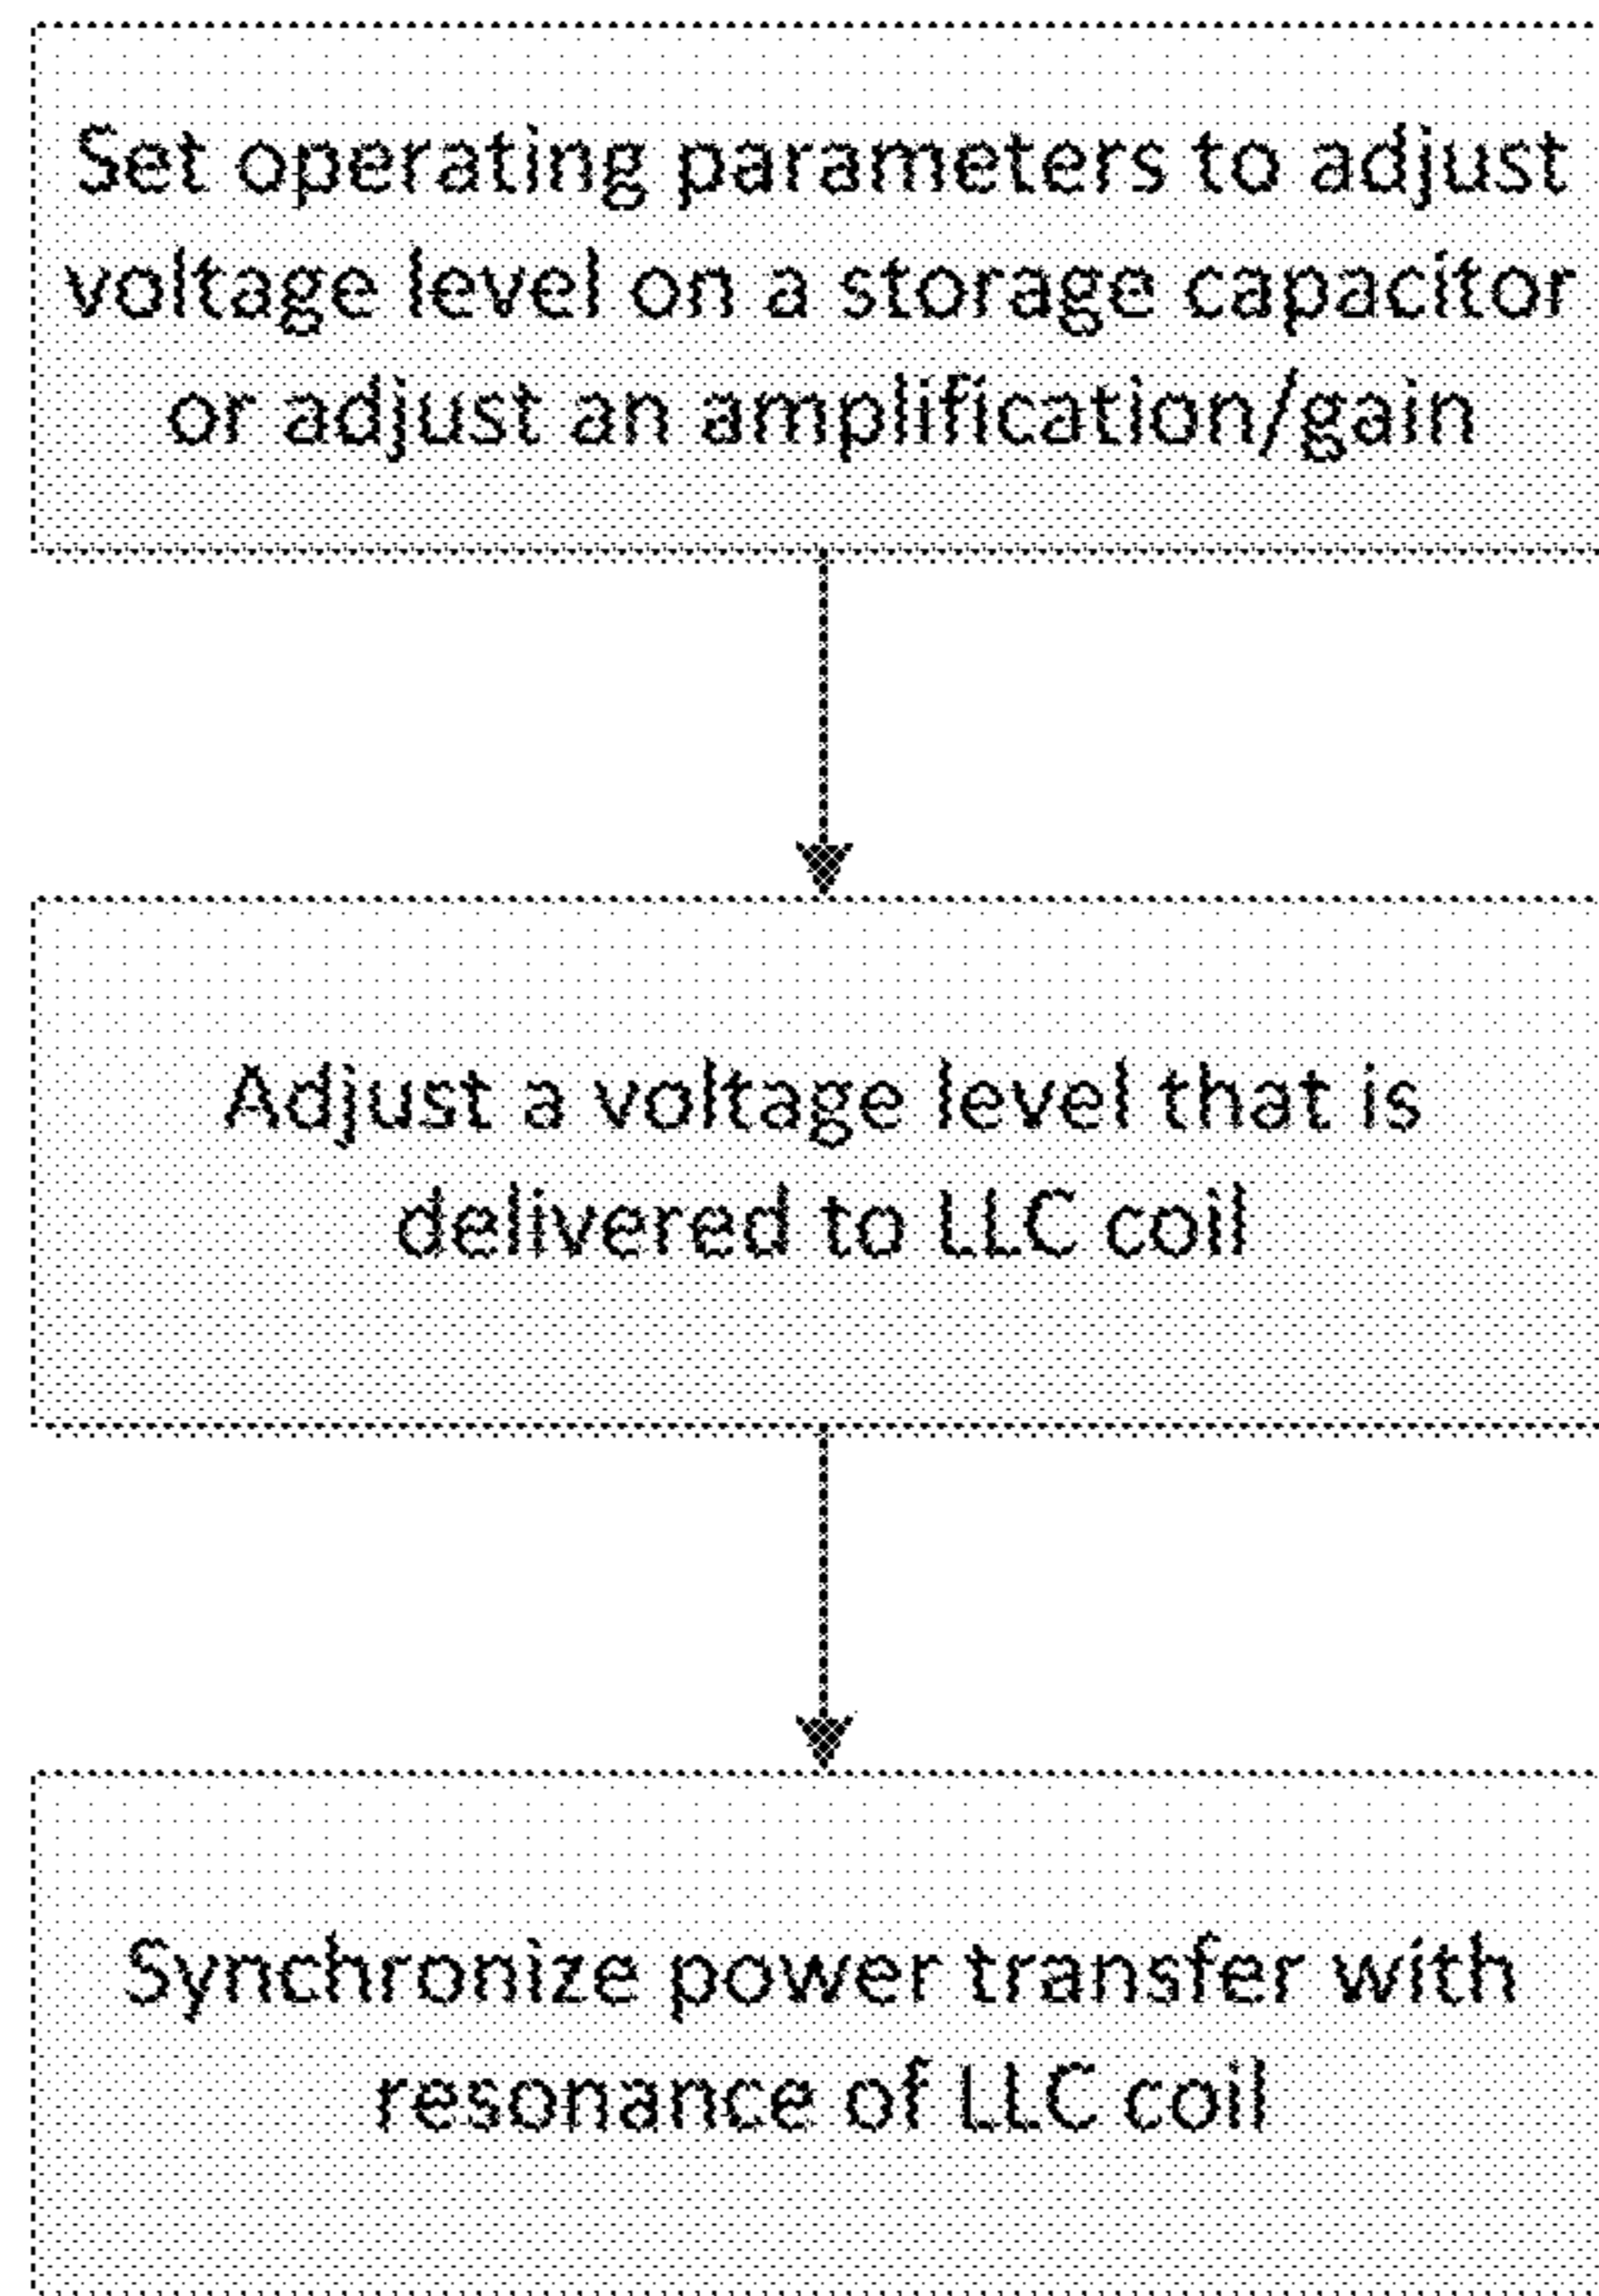 Set operating parameters to adjust
voltage level on a storage capacitor
or adjust an amplification/gain
Adjust a voltage level that is
delivered to LLC coil
Synchronize power transfer with
resonance of LLC coil